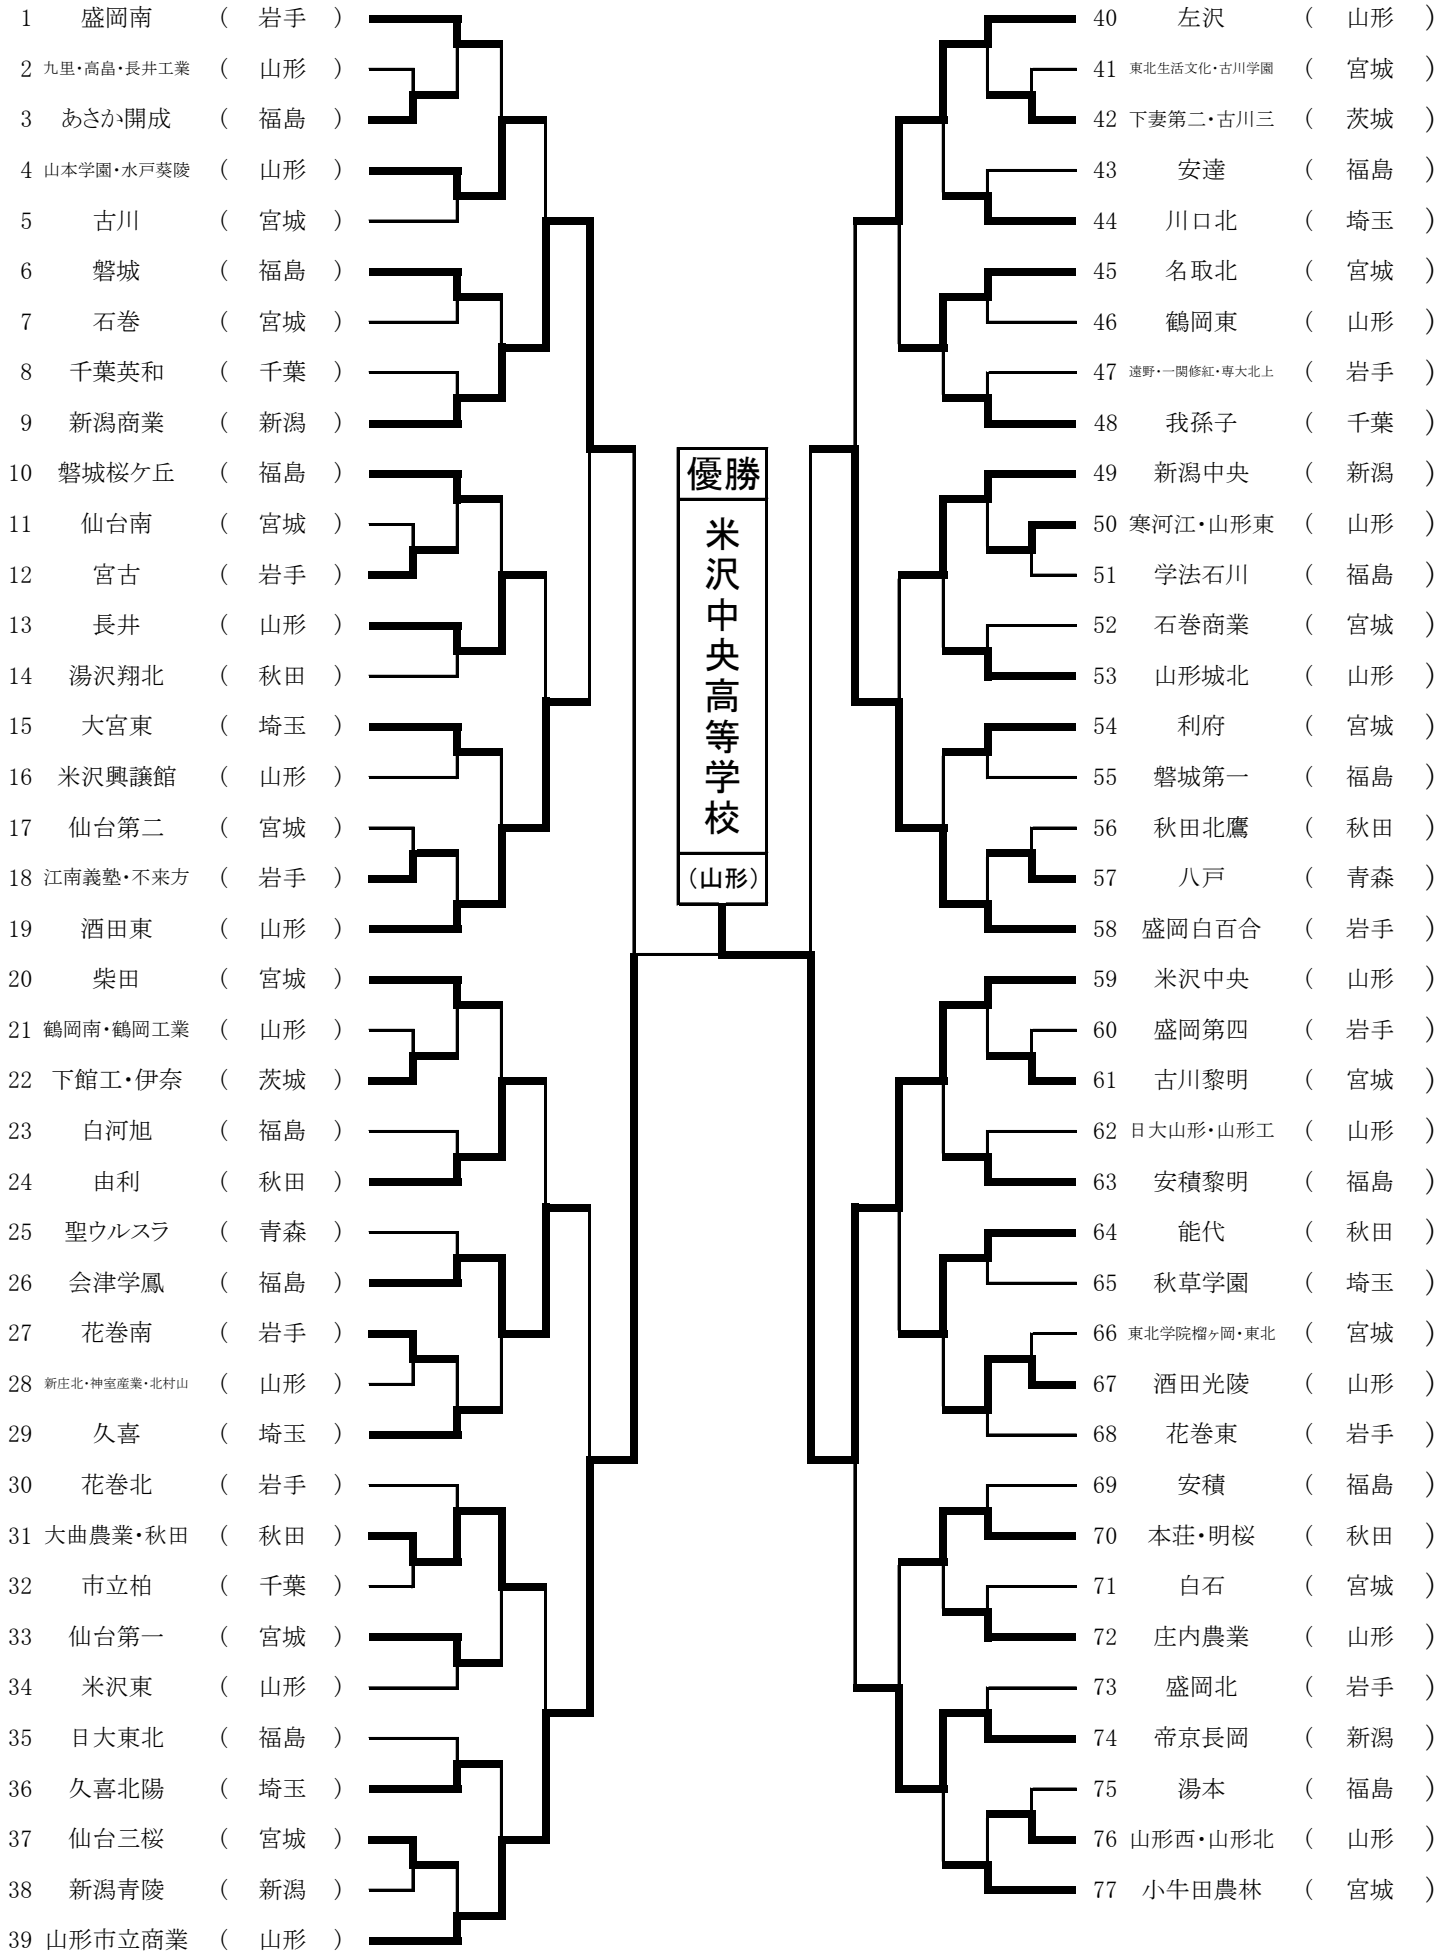 1 盛岡南 ( 岩手 )
2 九里・高畠・長井工業 ( 山形 )
3 あさか開成 ( 福島 )
4 山本学園・水戸葵陵 ( 山形 )
5 古川 ( 宮城 )
6 磐城 ( 福島 )
7 石巻 ( 宮城 )
8 千葉英和 ( 千葉 )
9 新潟商業 ( 新潟 )
10 磐城桜ケ丘 ( 福島 )
11 仙台南 ( 宮城 )
12 宮古 ( 岩手 )
13 長井 ( 山形 )
14 湯沢翔北 ( 秋田 )
15 大宮東 ( 埼玉 )
16 米沢興譲館 ( 山形 )
17 仙台第二 ( 宮城 )
18 江南義塾・不来方 ( 岩手 )
19 酒田東 ( 山形 )
20 柴田 ( 宮城 )
21 鶴岡南・鶴岡工業 ( 山形 )
22 下館工・伊奈 ( 茨城 )
23 白河旭 ( 福島 )
24 由利 ( 秋田 )
25 聖ウルスラ ( 青森 )
26 会津学鳳 ( 福島 )
27 花巻南 ( 岩手 )
28 新庄北・神室産業・北村山 ( 山形 )
29 久喜 ( 埼玉 )
30 花巻北 ( 岩手 )
31 大曲農業・秋田 ( 秋田 )
32 市立柏 ( 千葉 )
33 仙台第一 ( 宮城 )
34 米沢東 ( 山形 )
35 日大東北 ( 福島 )
36 久喜北陽 ( 埼玉 )
37 仙台三桜 ( 宮城 )
38 新潟青陵 ( 新潟 )
39 山形市立商業 ( 山形 )
優勝
米沢中央高等学校
(山形)
40 左沢 ( 山形 )
41 東北生活文化・古川学園 ( 宮城 )
42 下妻第二・古川三 ( 茨城 )
43 安達 ( 福島 )
44 川口北 ( 埼玉 )
45 名取北 ( 宮城 )
46 鶴岡東 ( 山形 )
47 遠野・一関修紅・専大北上 ( 岩手 )
48 我孫子 ( 千葉 )
49 新潟中央 ( 新潟 )
50 寒河江・山形東 ( 山形 )
51 学法石川 ( 福島 )
52 石巻商業 ( 宮城 )
53 山形城北 ( 山形 )
54 利府 ( 宮城 )
55 磐城第一 ( 福島 )
56 秋田北鷹 ( 秋田 )
57 八戸 ( 青森 )
58 盛岡白百合 ( 岩手 )
59 米沢中央 ( 山形 )
60 盛岡第四 ( 岩手 )
61 古川黎明 ( 宮城 )
62 日大山形・山形工 ( 山形 )
63 安積黎明 ( 福島 )
64 能代 ( 秋田 )
65 秋草学園 ( 埼玉 )
66 東北学院榴ヶ岡・東北 ( 宮城 )
67 酒田光陵 ( 山形 )
68 花巻東 ( 岩手 )
69 安積 ( 福島 )
70 本荘・明桜 ( 秋田 )
71 白石 ( 宮城 )
72 庄内農業 ( 山形 )
73 盛岡北 ( 岩手 )
74 帝京長岡 ( 新潟 )
75 湯本 ( 福島 )
76 山形西・山形北 ( 山形 )
77 小牛田農林 ( 宮城 )